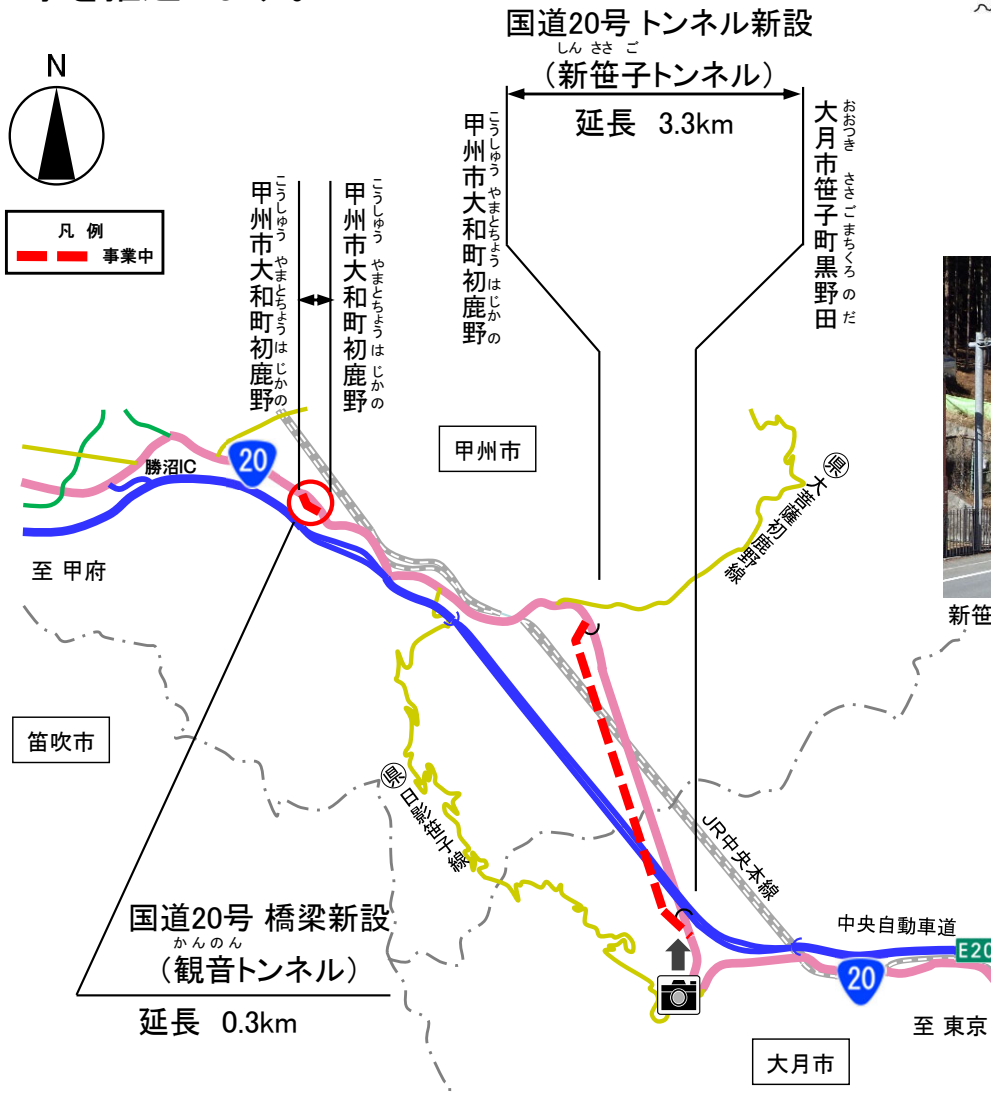 国道20号 トンネル新設
しん ささ ご
（新笹子トンネル）
延長 3.3km
N
凡 例
事業中
こうしゅう やまとちょう は じかの
甲州市大和町初鹿野
こうしゅう やまとちょう は じかの
甲州市大和町初鹿野
こうしゅう やまとちょう は じかの
甲州市大和町初鹿野
おおつき ささ ご まち くろ の だ
大月市笹子町黒野田
甲州市
20
勝沼IC
県 大菩薩初鹿野線
至 甲府
新笹
笛吹市
県 日影笹子線
JR中央本線
国道20号 橋梁新設
かんのん
（観音トンネル）
延長 0.3km
中央自動車道
E20
20
至 東京
大月市